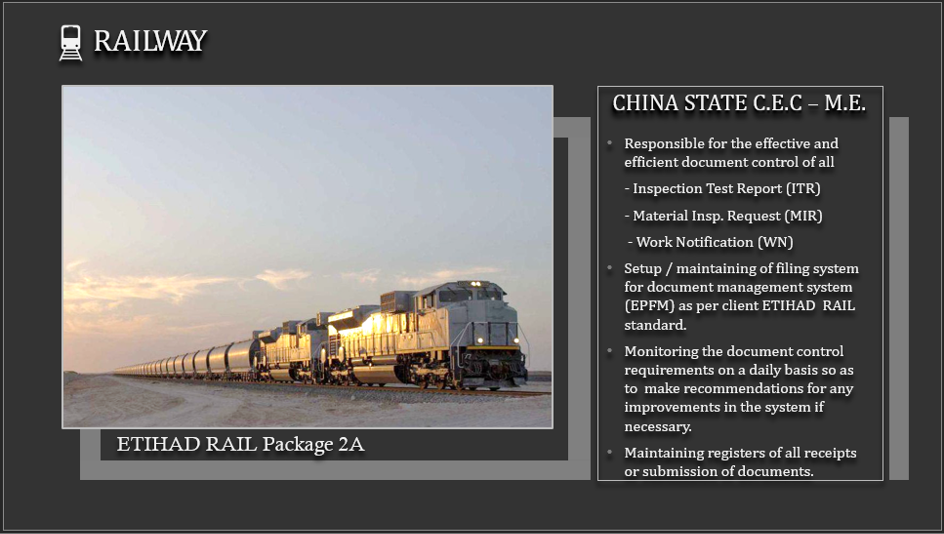 RAILWAY
ETIHAD RAIL Package 2A
CHINA STATE C.E.C – M.E.
• Responsible for the effective and
efficient document control of all
- Inspection Test Report (ITR)
- Material Insp. Request (MIR)
- Work Notification (WN)
• Setup / maintaining of filing system
for document management system
(EPFM) as per client ETIHAD RAIL
standard.
• Monitoring the document control
requirements on a daily basis so as
to make recommendations for any
improvements in the system if
necessary.
• Maintaining registers of all receipts
or submission of documents.